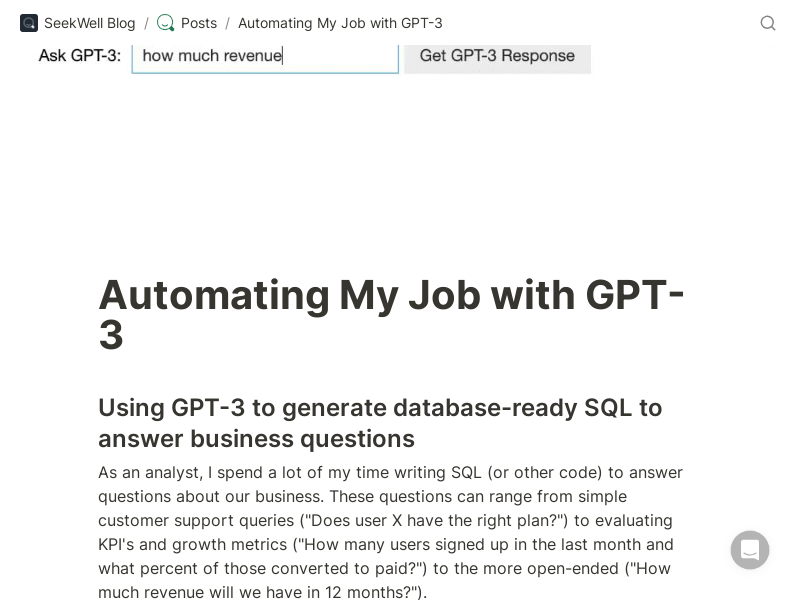 SeekWell Blog / Posts / Automating My Job with GPT-3
Ask GPT-3: how much revenue Get GPT-3 Response
Automating My Job with GPT-
3
Using GPT-3 to generate database-ready SQL to
answer business questions
As an analyst, I spend a lot of my time writing SQL (or other code) to answer
questions about our business. These questions can range from simple
customer support queries ("Does user X have the right plan?") to evaluating
KPI's and growth metrics ("How many users signed up in the last month and
what percent of those converted to paid?") to the more open-ended ("How
much revenue will we have in 12 months?").